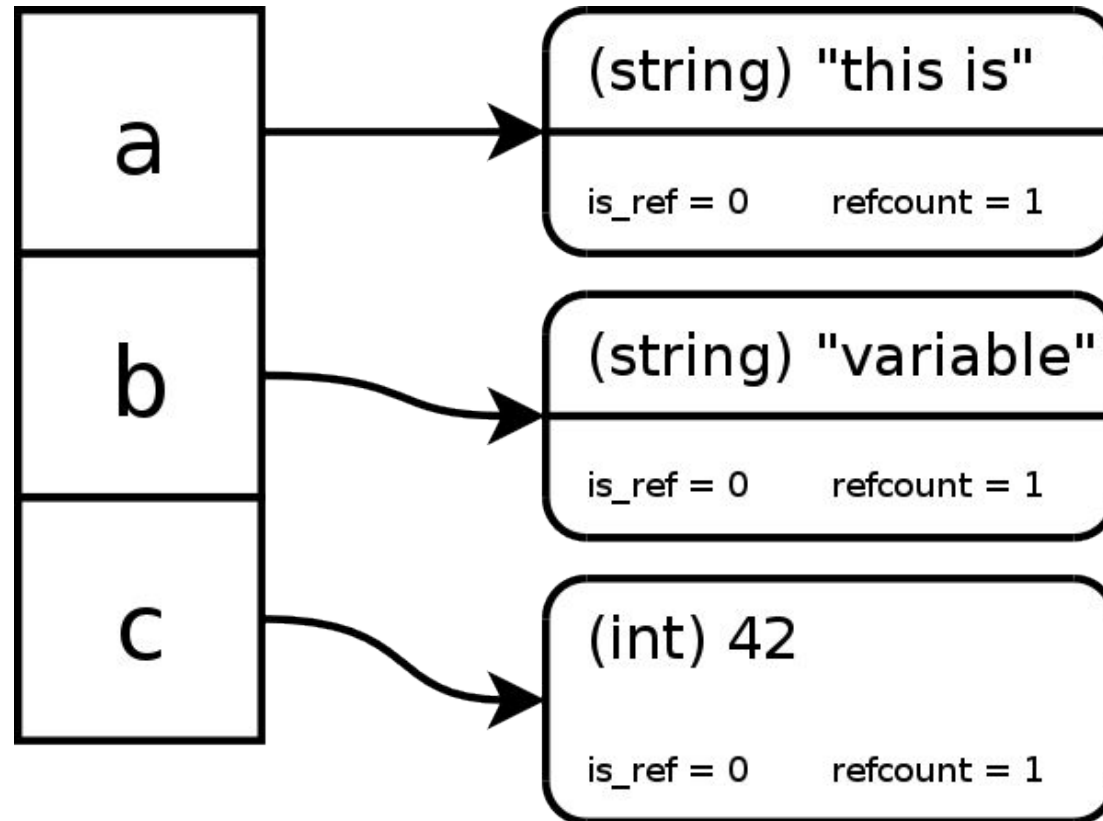 a
(string) "this is"
is_ref = 0 refcount = 1
b
(string) "variable"
is_ref = 0 refcount = 1
c
(int) 42
is_ref = 0 refcount = 1